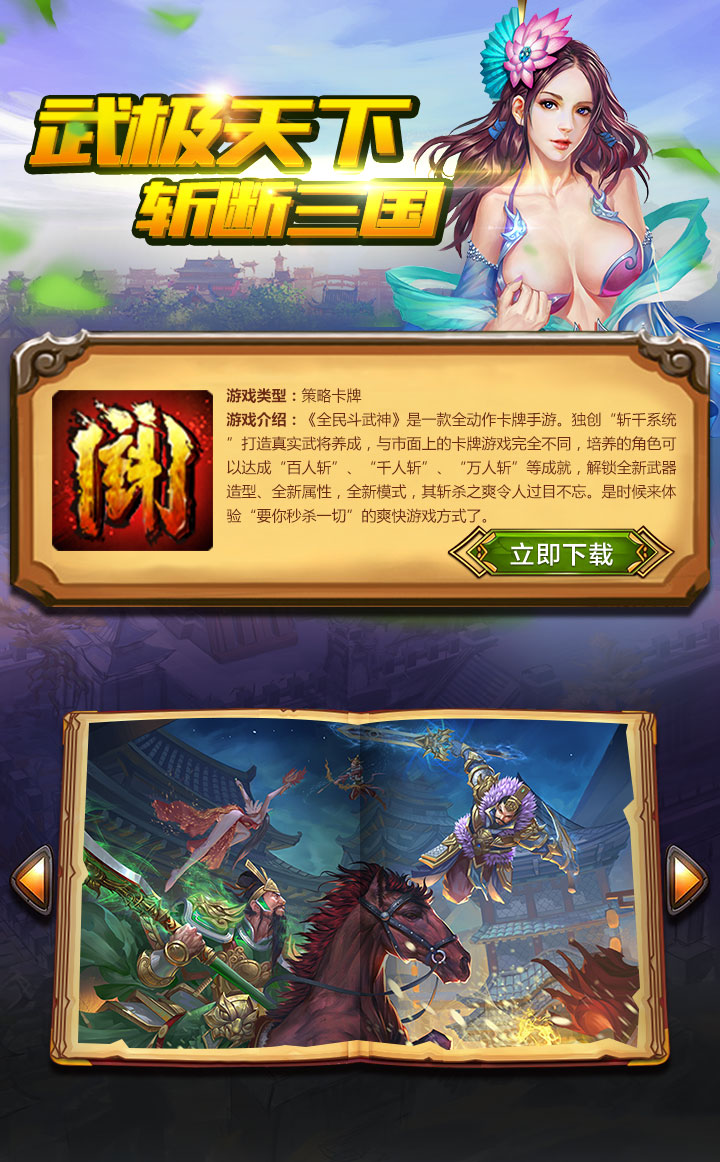 武极天下
斩断三国
鬭
游戏类型：策略卡牌
游戏介绍：《全民斗武神》是一款全动作卡牌手游。独创“斩千系统
”打造真实武将养成，与市面上的卡牌游戏完全不同，培养的角色可
以达成“百人斩”、“千人斩”、“万人斩”等成就，解锁全新武器
造型、全新属性，全新模式，其斩杀之爽令人过目不忘。是时候来体
验“要你秒杀一切”的爽快游戏方式了。
立即下载